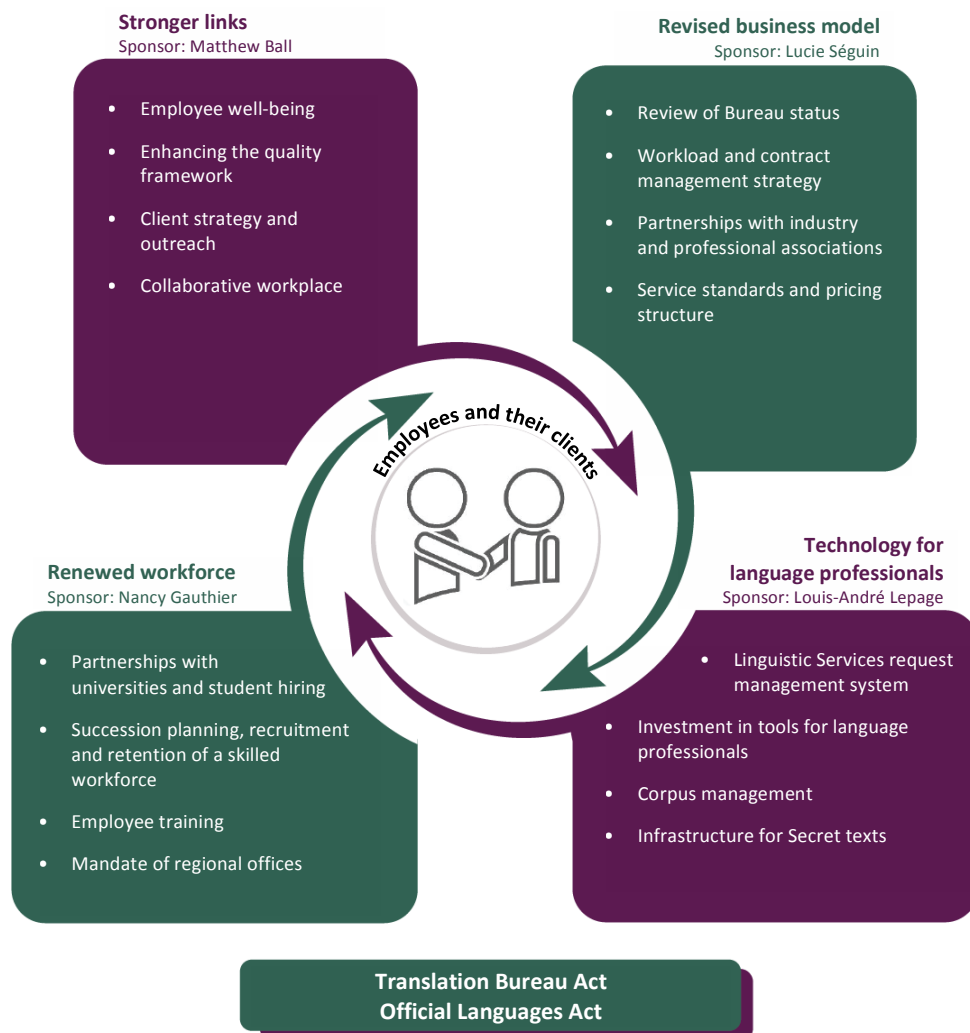 Stronger links
Sponsor: Matthew Ball
• Employee well-being
• Enhancing the quality
framework
• Client strategy and
outreach
• Collaborative workplace
Revised business model
Sponsor: Lucie Séguin
• Review of Bureau status
• Workload and contract
management strategy
• Partnerships with industry
and professional associations
• Service standards and pricing
structure
Employees and their clients
Renewed workforce
Sponsor: Nancy Gauthier
• Partnerships with
universities and student hiring
• Succession planning, recruitment
and retention of a skilled
workforce
• Employee training
• Mandate of regional offices
Technology for
language professionals
Sponsor: Louis-André Lepage
• Linguistic Services request
management system
• Investment in tools for language
professionals
• Corpus management
• Infrastructure for Secret texts
Translation Bureau Act
Official Languages Act